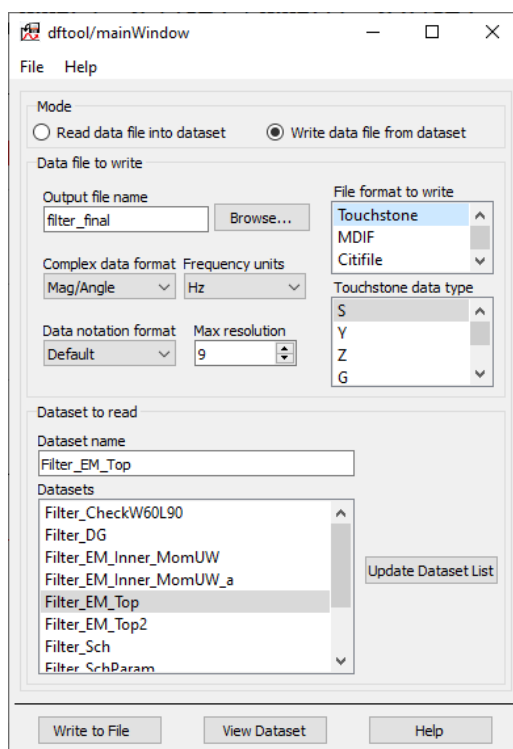 dftool/mainWindow
File Help
Mode
Read data file into dataset
Write data file from dataset
Data file to write
Output file name
filter_final
Browse...
File format to write
Touchstone
MDIF
Citifile
Complex data format
Frequency units
Mag/Angle
Hz
Touchstone data type
S
Y
Z
G
Data notation format
Max resolution
Default
9
Dataset to read
Dataset name
Filter_EM_Top
Datasets
Filter_CheckW60L90
Filter_DG
Filter_EM_Inner_MomUW
Filter_EM_Inner_MomUW_a
Filter_EM_Top
Filter_EM_Top2
Filter_Sch
Filter_SchParam
Update Dataset List
Write to File
View Dataset
Help